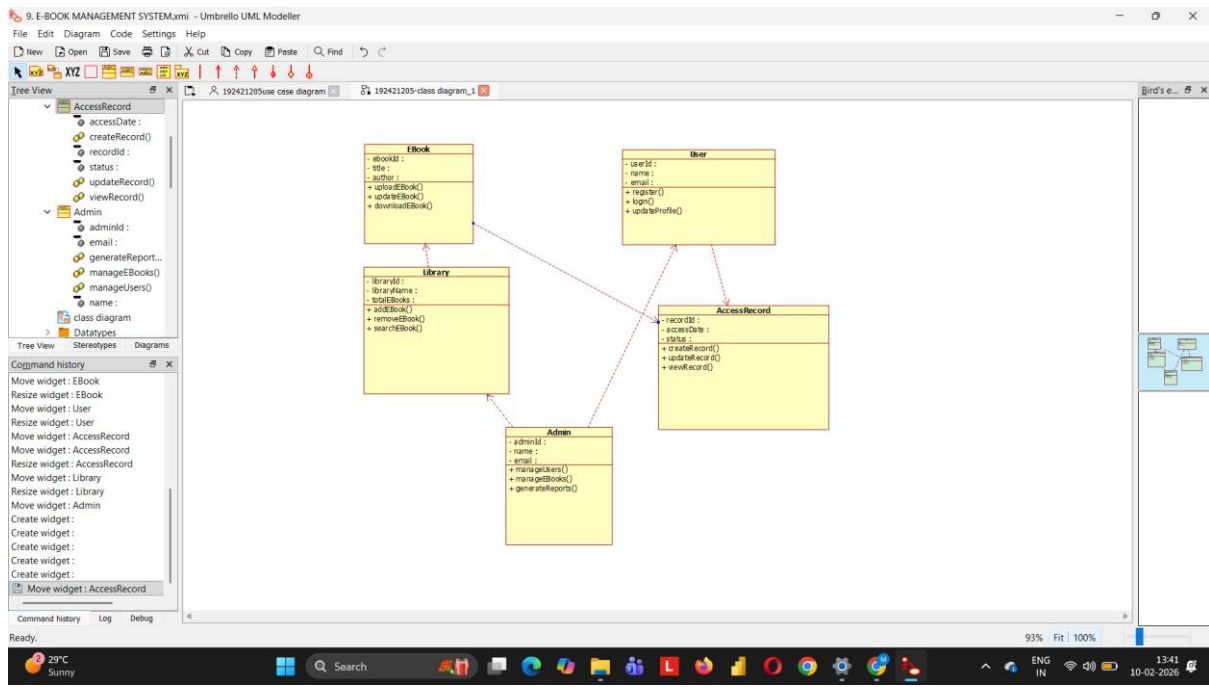 9. E-BOOK MANAGEMENT SYSTEM.xmi - Umbrello UML Modeller
File Edit Diagram Code Settings Help
New Open Save Cut Copy Paste Find
XYZ XYZ
Tree View
192421205use case diagram 192421205-class diagram_1
Bird's e...
AccessRecord
accessDate :
createRecord()
recordId :
status :
updateRecord()
viewRecord()
Admin
adminId :
email :
generateReport...
manageEBooks()
manageUsers()
name :
class diagram
Datatypes
Tree View Stereotypes Diagrams
Command history
Move widget : EBook
Resize widget : EBook
Move widget : User
Resize widget : User
Move widget : AccessRecord
Move widget : AccessRecord
Resize widget : AccessRecord
Move widget : Library
Resize widget : Library
Move widget : Admin
Create widget :
Create widget :
Create widget :
Create widget :
Create widget :
Move widget : AccessRecord
Command history Log Debug
EBook
- ebookId :
- title :
- author :
+ uploadEBook()
+ updateEBook()
+ downloadEBook()
User
- userId :
- name :
- email :
+ register()
+ login()
+ updateProfile()
Library
- libraryId :
- libraryName :
- totalEBooks :
+ addEBook()
+ removeEBook()
+ searchEBook()
AccessRecord
- recordId :
- accessDate :
- status :
+ createRecord()
+ updateRecord()
+ viewRecord()
Admin
- adminId :
- name :
- email :
+ manageUsers()
+ manageEBooks()
+ generateReports()
Ready.
93% Fit 100%
2
29°C
Sunny
Search
L
ENG
IN
13:41
10-02-2026